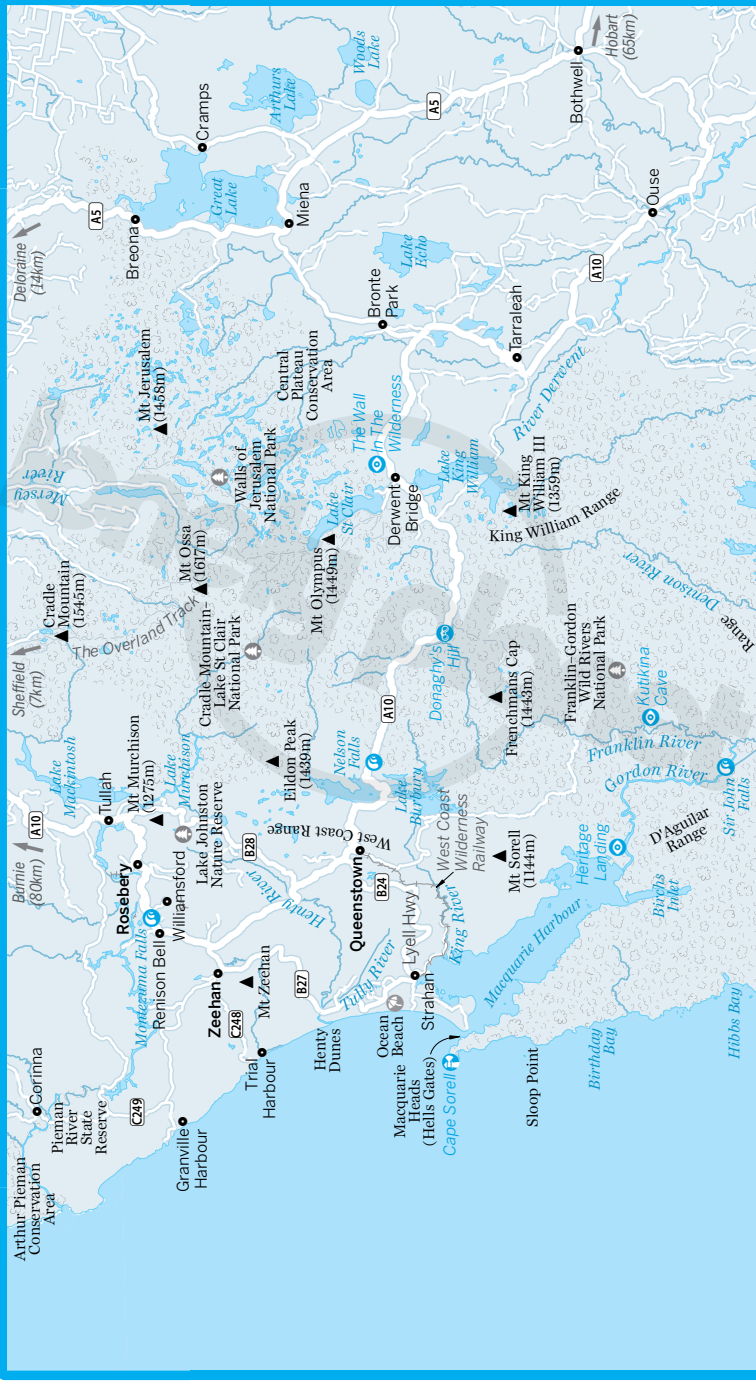 Arthur Pieman
Conservation
Area
Corinna
Burnie
(80km)
A10
Sheffield
(7km)
Deloraine
(14km)
Pieman
River
State
Reserve
Lake
Mackintosh
Cradle
Mountain
(1545m)
Mersey
River
The Overland Track
A5
Tullah
Breona
C249
Rosebery
Mt Murchison
(1275m)
Mt Jerusalem
(1458m)
Montezuma Falls
Renison Bell
Williamsford
Lake
Murchison
Mt Ossa
(1617m)
Cramps
Granville
Harbour
Lake Johnston
Nature Reserve
Cradle Mountain–
Lake St Clair
National Park
Walls of
Jerusalem
National Park
Great
Lake
Arthurs
Lake
Zeehan
C248
Mt Zeehan
B28
Trial
Harbour
Henty River
Eildon Peak
(1439m)
Central
Plateau
Conservation
Area
Miena
B27
West Coast Range
Mt Olympus
(1449m)
Lake
St Clair
Woods
Lake
Henty
Dunes
Nelson
Falls
The Wall
In The
Wilderness
Bronte
Park
Queenstown
Tully River
B24
A10
Derwent
Bridge
Lake
Echo
Ocean
Beach
Lyell Hwy
Lake
Burbury
Strahan
Macquarie
Heads
(Hells Gates)
Cape Sorell
King River
West Coast
Wilderness
Railway
Donaghy's
Hill
Lake
King
William
A5
Mt Sorell
(1144m)
Frenchmans Cap
(1443m)
Mt King
William III
(1359m)
King William Range
Tarraleah
River Derwent
Macquarie Harbour
Sloop Point
Franklin–Gordon
Wild Rivers
National Park
Bothwell
A10
Hobart
(65km)
Birthday
Bay
Heritage
Landing
Franklin River
Gordon River
Kutikina
Cave
Denison River
Ouse
Birchs
Inlet
D'Aguilar
Range
Hibbs Bay
Sir John
Falls
Range